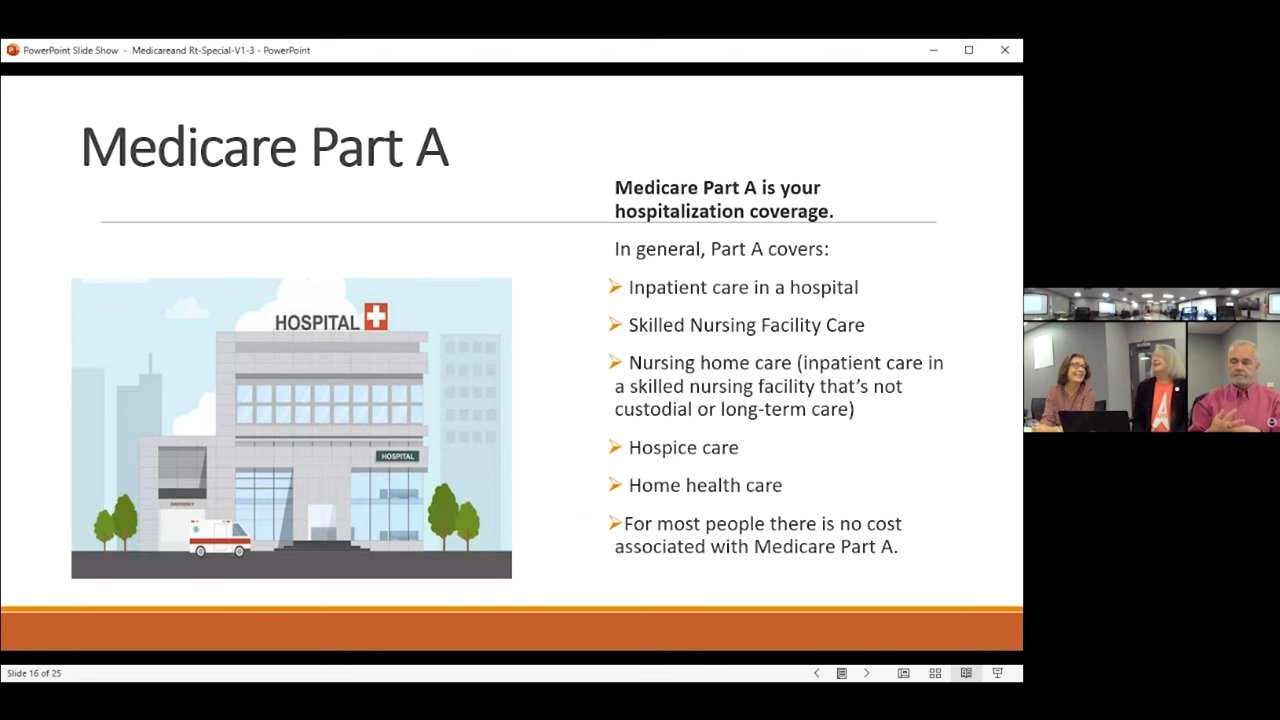 PowerPoint Slide Show - Medicareand Rt-Special-V1-3 - PowerPoint
Medicare Part A
Medicare Part A is your
hospitalization coverage.
In general, Part A covers:
Inpatient care in a hospital
Skilled Nursing Facility Care
Nursing home care (inpatient care in
a skilled nursing facility that's not
custodial or long-term care)
Hospice care
Home health care
For most people there is no cost
associated with Medicare Part A.
HOSPITAL
HOSPITAL
EMERGENCY
Slide 16 of 25